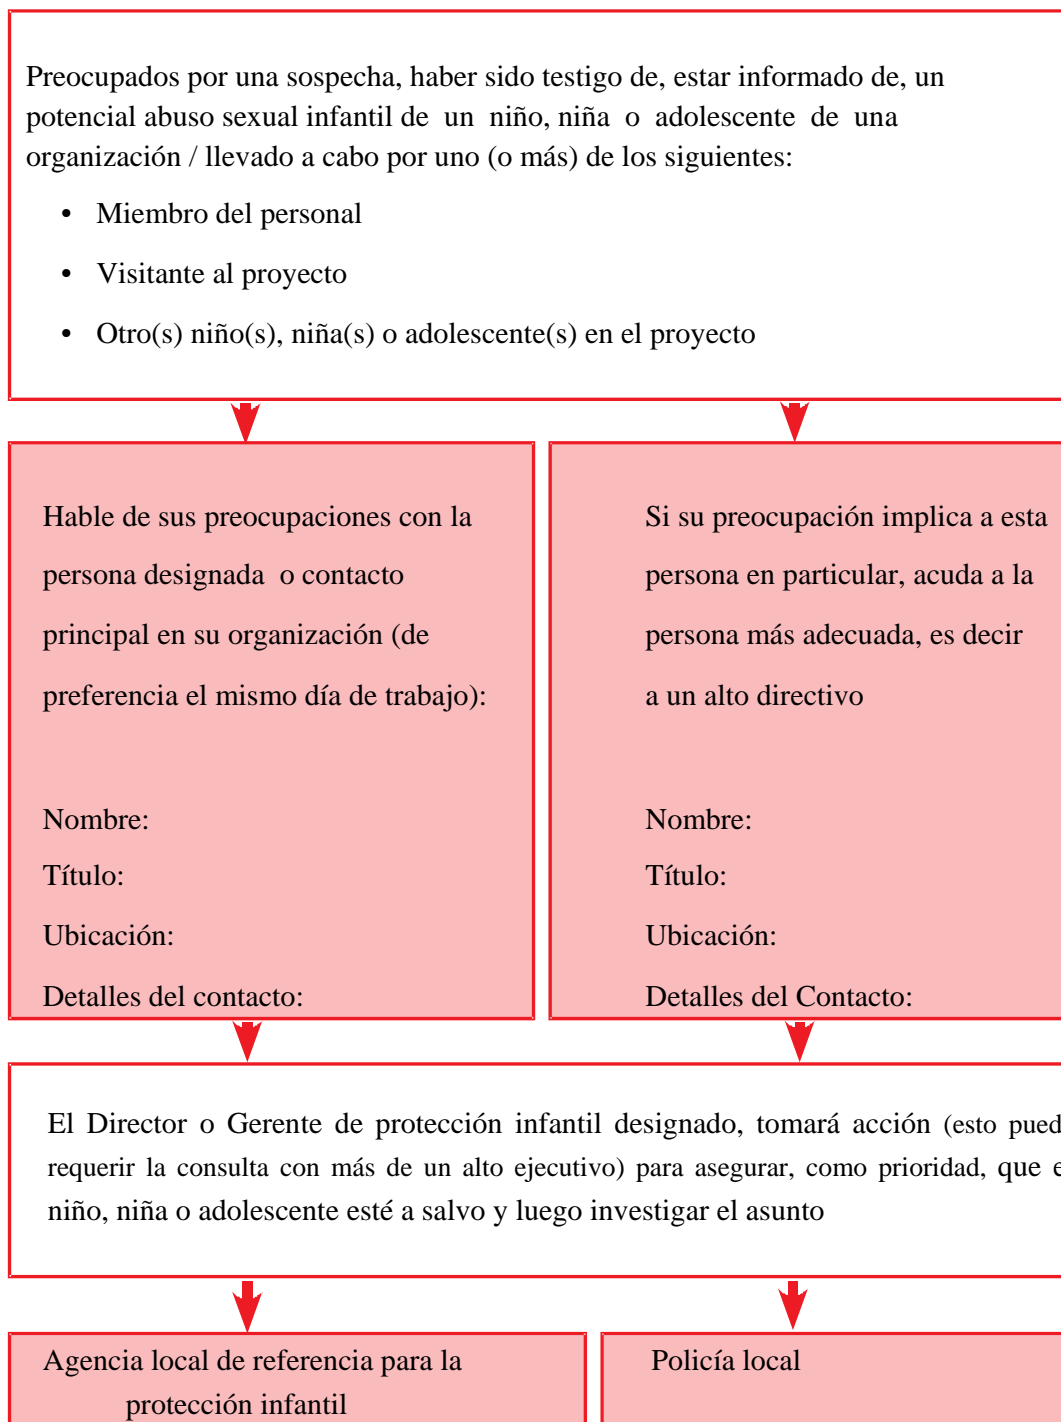 Preocupados por una sospecha, haber sido testigo de, estar informado de, un
potencial abuso sexual infantil de un niño, niña o adolescente de una
organización / llevado a cabo por uno (o más) de los siguientes:
• Miembro del personal
• Visitante al proyecto
• Otro(s) niño(s), niña(s) o adolescente(s) en el proyecto
Hable de sus preocupaciones con la
persona designada o contacto
principal en su organización (de
preferencia el mismo día de trabajo):
Nombre:
Título:
Ubicación:
Detalles del contacto:
Si su preocupación implica a esta
persona en particular, acuda a la
persona más adecuada, es decir
a un alto directivo
Nombre:
Título:
Ubicación:
Detalles del Contacto:
El Director o Gerente de protección infantil designado, tomará acción (esto pued
requerir la consulta con más de un alto ejecutivo) para asegurar, como prioridad, que e
niño, niña o adolescente esté a salvo y luego investigar el asunto
Agencia local de referencia para la
protección infantil
Policía local